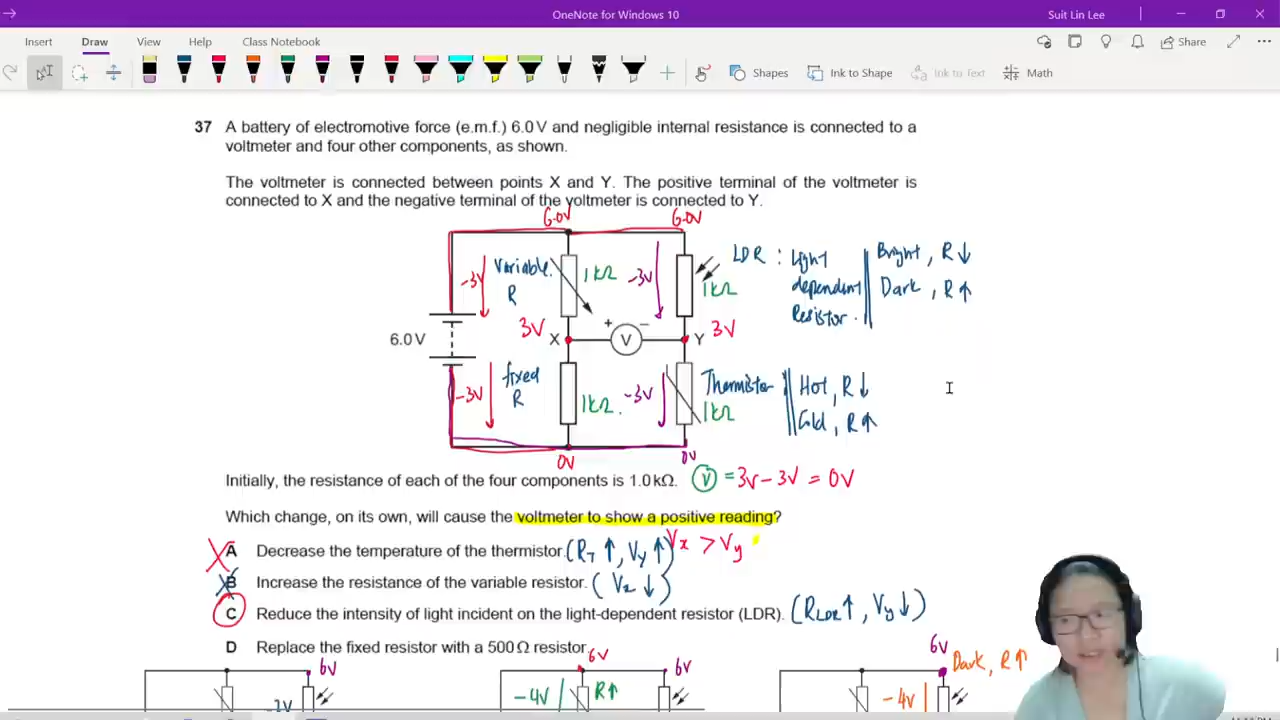 OneNote for Windows 10
Suit Lin Lee
Insert Draw View Help Class Notebook
Share
Shapes Ink to Shape Ink to Text Math
37 A battery of electromotive force (e.m.f.) 6.0 V and negligible internal resistance is connected to a
voltmeter and four other components, as shown.
The voltmeter is connected between points X and Y. The positive terminal of the voltmeter is
connected to X and the negative terminal of the voltmeter is connected to Y.
6.0V 6.0V
-3V Variable R 1kΩ -3V 1kΩ
LDR : Light dependent Resistor.
Bright, R↓
Dark, R↑
3V X + V − Y 3V
6.0 V
-3V fixed R 1kΩ. -3V 1kΩ
Thermistor
Hot, R↓
Cold, R↑
0V 0V
Initially, the resistance of each of the four components is 1.0 kΩ. V = 3V − 3V = 0V
Which change, on its own, will cause the voltmeter to show a positive reading?
Vx > Vy
A Decrease the temperature of the thermistor. (RT ↑, Vy ↑)
B Increase the resistance of the variable resistor. (Vx ↓)
C Reduce the intensity of light incident on the light-dependent resistor (LDR). (RLDR ↑, Vy ↓)
D Replace the fixed resistor with a 500 Ω resistor.
6V 6V 6V 6V
Dark, R↑
-4V R↑ -4V